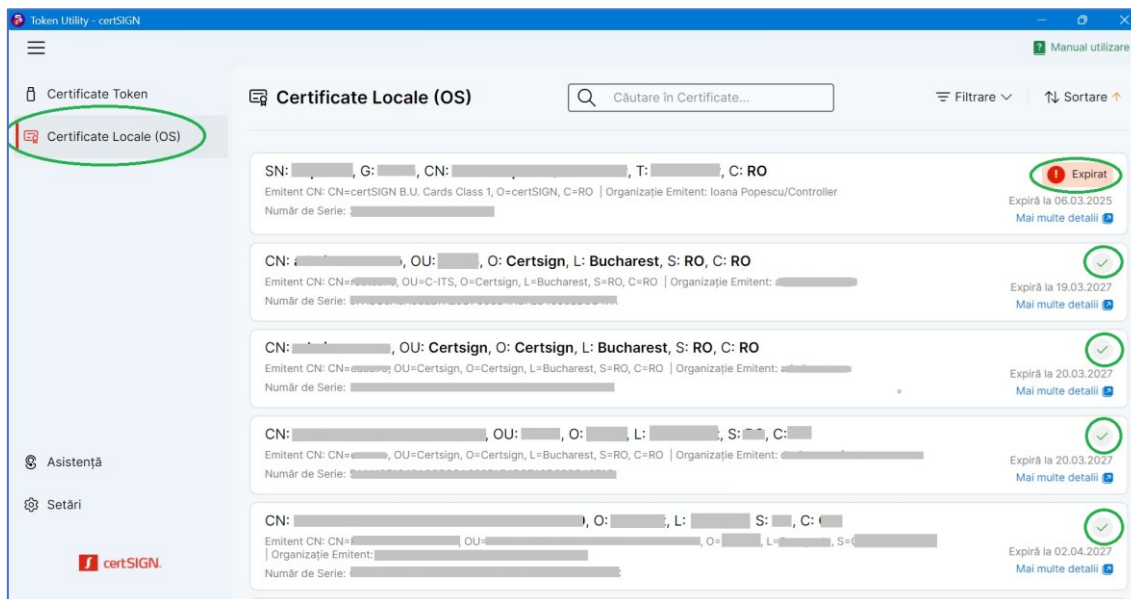 Token Utility - certSIGN
Manual utilizare
Certificate Token
Certificate Locale (OS)
Asistență
Setări
certSIGN.
Certificate Locale (OS)
Căutare în Certificate...
Filtrare
Sortare
SN: , G: , CN: , T: , C: RO
Emitent CN: CN=certSIGN B.U. Cards Class 1, O=certSIGN, C=RO | Organizație Emitent: Ioana Popescu/Controller
Număr de Serie:
Expirat
Expiră la 06.03.2025
Mai multe detalii
CN: , OU: , O: Certsign, L: Bucharest, S: RO, C: RO
Emitent CN: CN= , OU=C-ITS, O=Certsign, L=Bucharest, S=RO, C=RO | Organizație Emitent:
Număr de Serie:
Expiră la 19.03.2027
Mai multe detalii
CN: , OU: Certsign, O: Certsign, L: Bucharest, S: RO, C: RO
Emitent CN: CN= , OU=Certsign, O=Certsign, L=Bucharest, S=RO, C=RO | Organizație Emitent:
Număr de Serie:
Expiră la 20.03.2027
Mai multe detalii
CN: , OU: , O: , L: , S: , C:
Emitent CN: CN= , OU=Certsign, O=Certsign, L=Bucharest, S=RO, C=RO | Organizație Emitent:
Număr de Serie:
Expiră la 20.03.2027
Mai multe detalii
CN: , O: , L: S: , C:
Emitent CN: CN= , OU= , O= , L= , S=
| Organizație Emitent:
Număr de Serie:
Expiră la 02.04.2027
Mai multe detalii